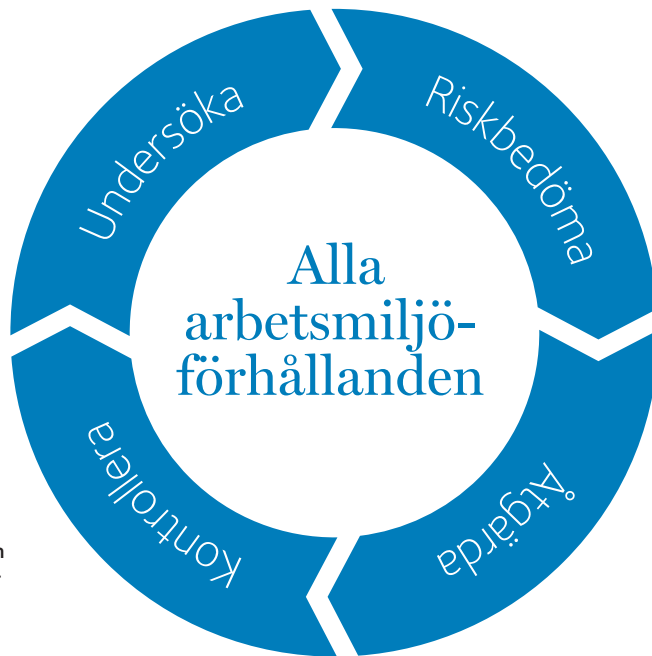 Undersöka
Riskbedöma
Alla
arbetsmiljö-
förhållanden
Åtgärda
Kontrollera